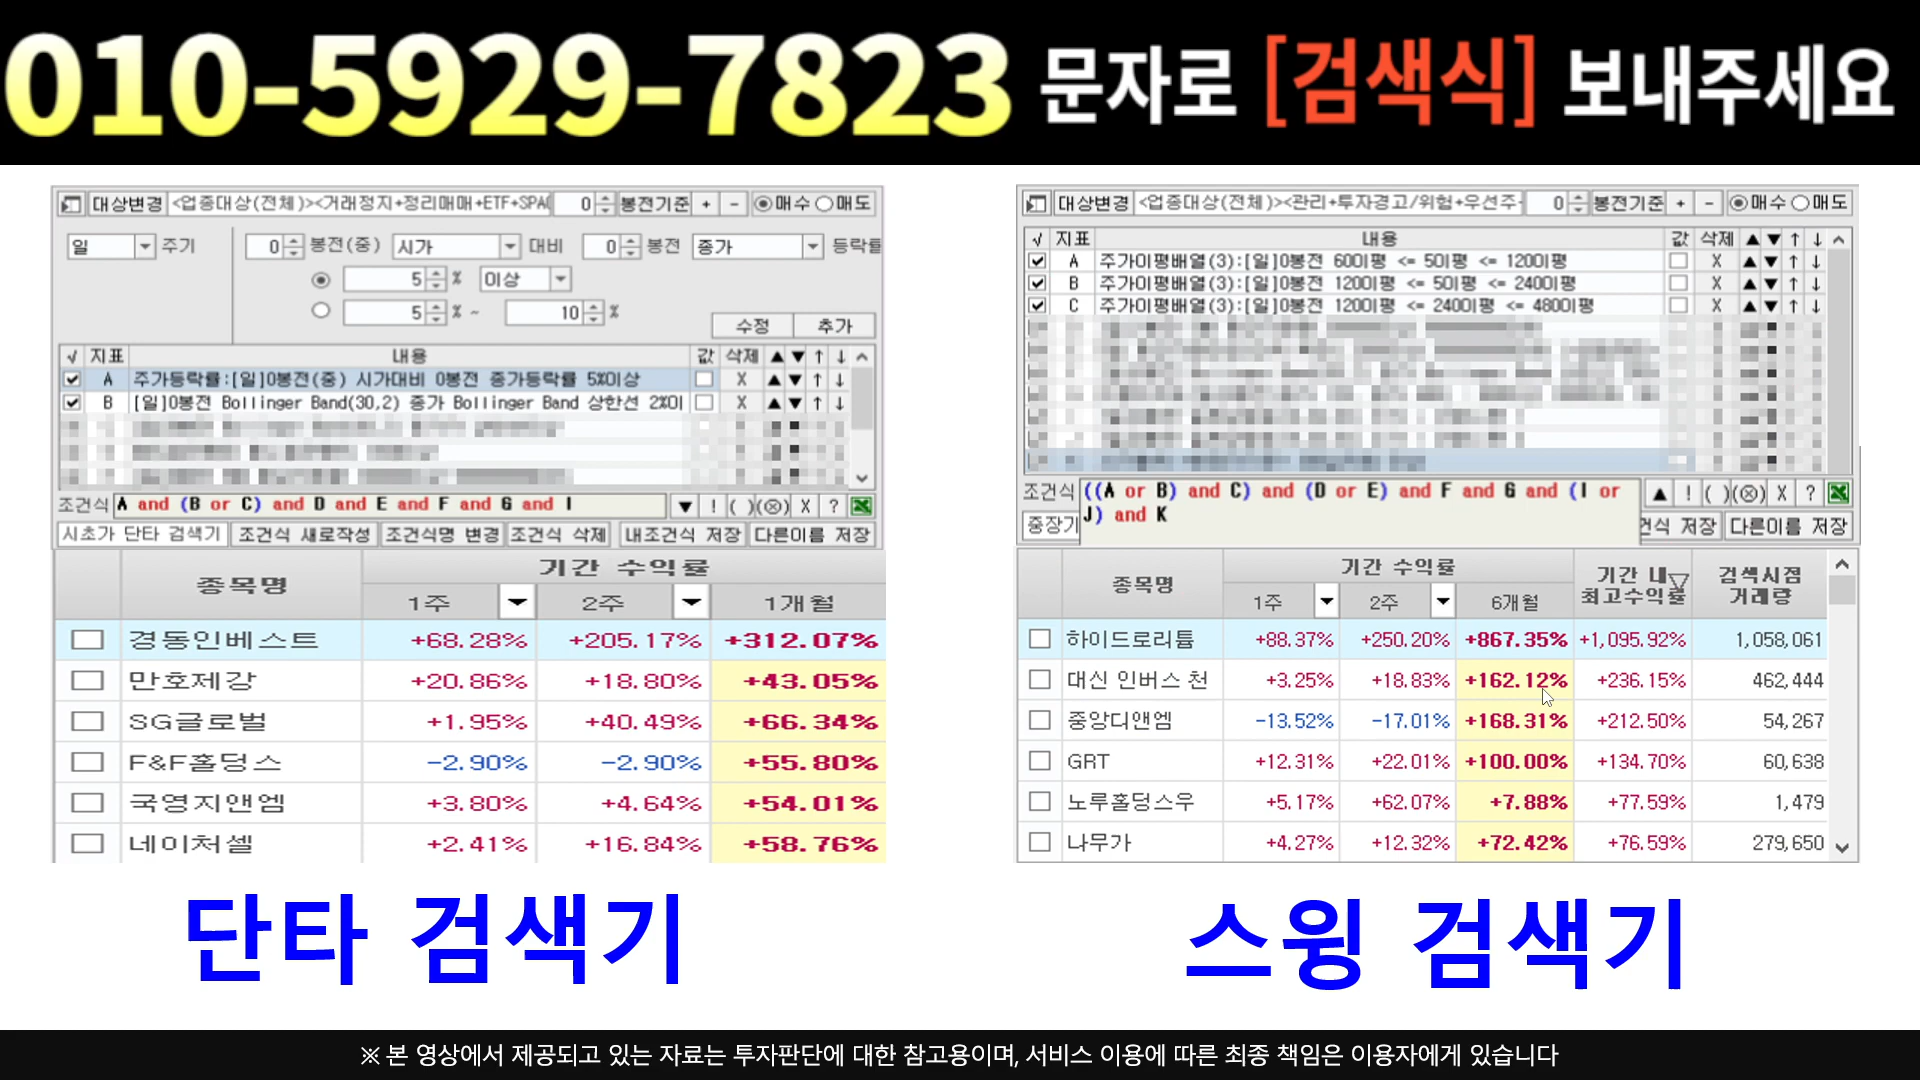 010-5929-7823 문자로 [검색식] 보내주세요
대상변경 <업종대상(전체)><거래정지+정리매매+ETF+SPA 0 봉전기준 + - 매수 매도
일 주기 0 봉전(중) 시가 대비 0 봉전 종가 등락률
5 % 이상
5 % ~ 10 %
수정 추가
√ 지표 내용 값 삭제 ▲ ▼ ↑ ↓
A 주가등락률:[일]0봉전(중) 시가대비 0봉전 종가등락률 5%이상 X ▲ ▼ ↑ ↓
B [일]0봉전 Bollinger Band(30,2) 종가 Bollinger Band 상한선 2%이 X ▲ ▼ ↑ ↓
조건식 A and (B or C) and D and E and F and G and I ▼ ! ( ) (⊗) X ?
시초가 단타 검색기 조건식 새로작성 조건식명 변경 조건식 삭제 내조건식 저장 다른이름 저장
종목명 기간 수익률
1주 2주 1개월
경동인베스트 +68.28% +205.17% +312.07%
만호제강 +20.86% +18.80% +43.05%
SG글로벌 +1.95% +40.49% +66.34%
F&F홀딩스 -2.90% -2.90% +55.80%
국영지앤엠 +3.80% +4.64% +54.01%
네이처셀 +2.41% +16.84% +58.76%
단타 검색기
대상변경 <업종대상(전체)><관리+투자경고/위험+우선주+ 0 봉전기준 + - 매수 매도
√ 지표 내용 값 삭제 ▲ ▼ ↑ ↓
A 주가이평배열(3):[일]0봉전 60이평 <= 5이평 <= 120이평 X ▲ ▼ ↑ ↓
B 주가이평배열(3):[일]0봉전 120이평 <= 5이평 <= 240이평 X ▲ ▼ ↑ ↓
C 주가이평배열(3):[일]0봉전 120이평 <= 240이평 <= 480이평 X ▲ ▼ ↑ ↓
조건식 ((A or B) and C) and (D or E) and F and G and (I or ▲ ! ( ) (⊗) X ?
J) and K
중장기 건식 저장 다른이름 저장
종목명 기간 수익률 기간 내 최고수익률 검색시점 거래량
1주 2주 6개월
하이드로리튬 +88.37% +250.20% +867.35% +1,095.92% 1,058,061
대신 인버스 천 +3.25% +18.83% +162.12% +236.15% 462,444
중앙디앤엠 -13.52% -17.01% +168.31% +212.50% 54,267
GRT +12.31% +22.01% +100.00% +134.70% 60,638
노루홀딩스우 +5.17% +62.07% +7.88% +77.59% 1,479
나무가 +4.27% +12.32% +72.42% +76.59% 279,650
스윙 검색기
※ 본 영상에서 제공되고 있는 자료는 투자판단에 대한 참고용이며, 서비스 이용에 따른 최종 책임은 이용자에게 있습니다